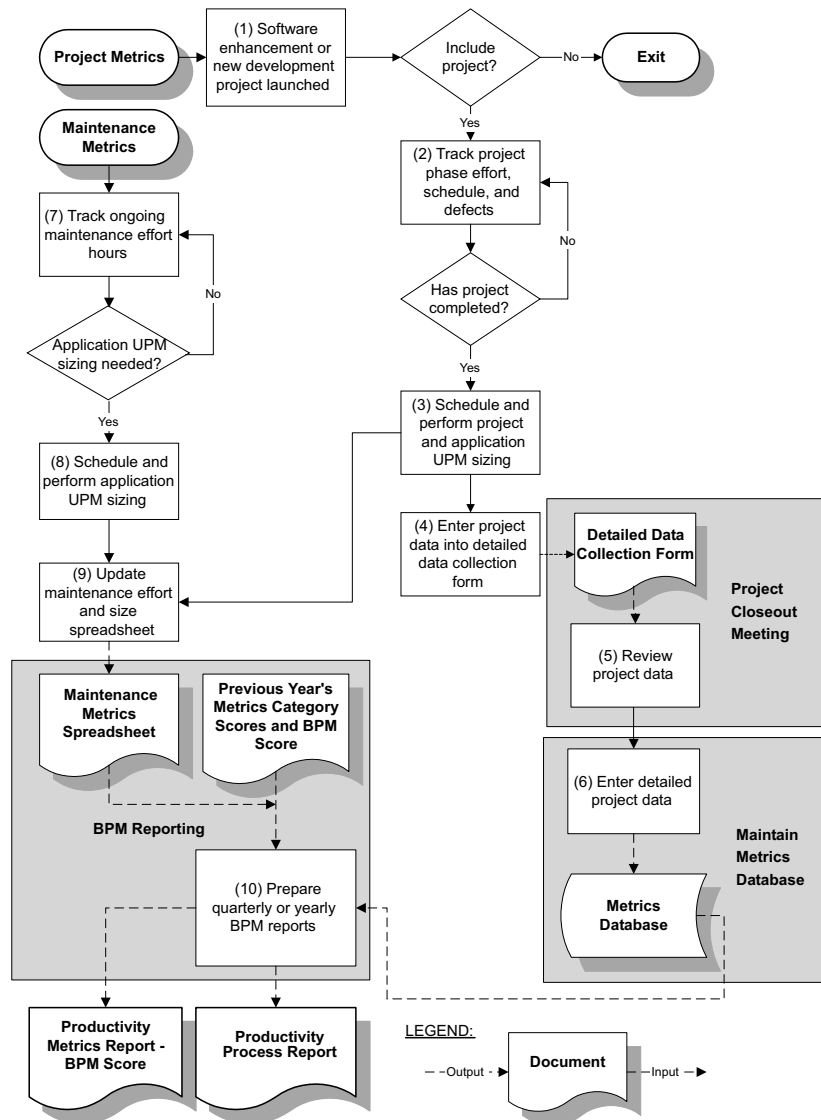 Project Metrics
(1) Software
enhancement or
new development
project launched
Include
project?
No
Exit
Yes
Maintenance
Metrics
(2) Track project
phase effort,
schedule, and
defects
(7) Track ongoing
maintenance effort
hours
No
No
Has project
completed?
Application UPM
sizing needed?
Yes
Yes
(3) Schedule and
perform project
and application
UPM sizing
(8) Schedule and
perform application
UPM sizing
(4) Enter project
data into detailed
data collection
form
Detailed Data
Collection Form
Project
Closeout
Meeting
(9) Update
maintenance effort
and size
spreadsheet
(5) Review
project data
Maintenance
Metrics
Spreadsheet
Previous Year's
Metrics Category
Scores and BPM
Score
(6) Enter detailed
project data
BPM Reporting
Maintain
Metrics
Database
(10) Prepare
quarterly or yearly
BPM reports
Metrics
Database
Productivity
Metrics Report -
BPM Score
Productivity
Process Report
LEGEND:
Output
Document
Input